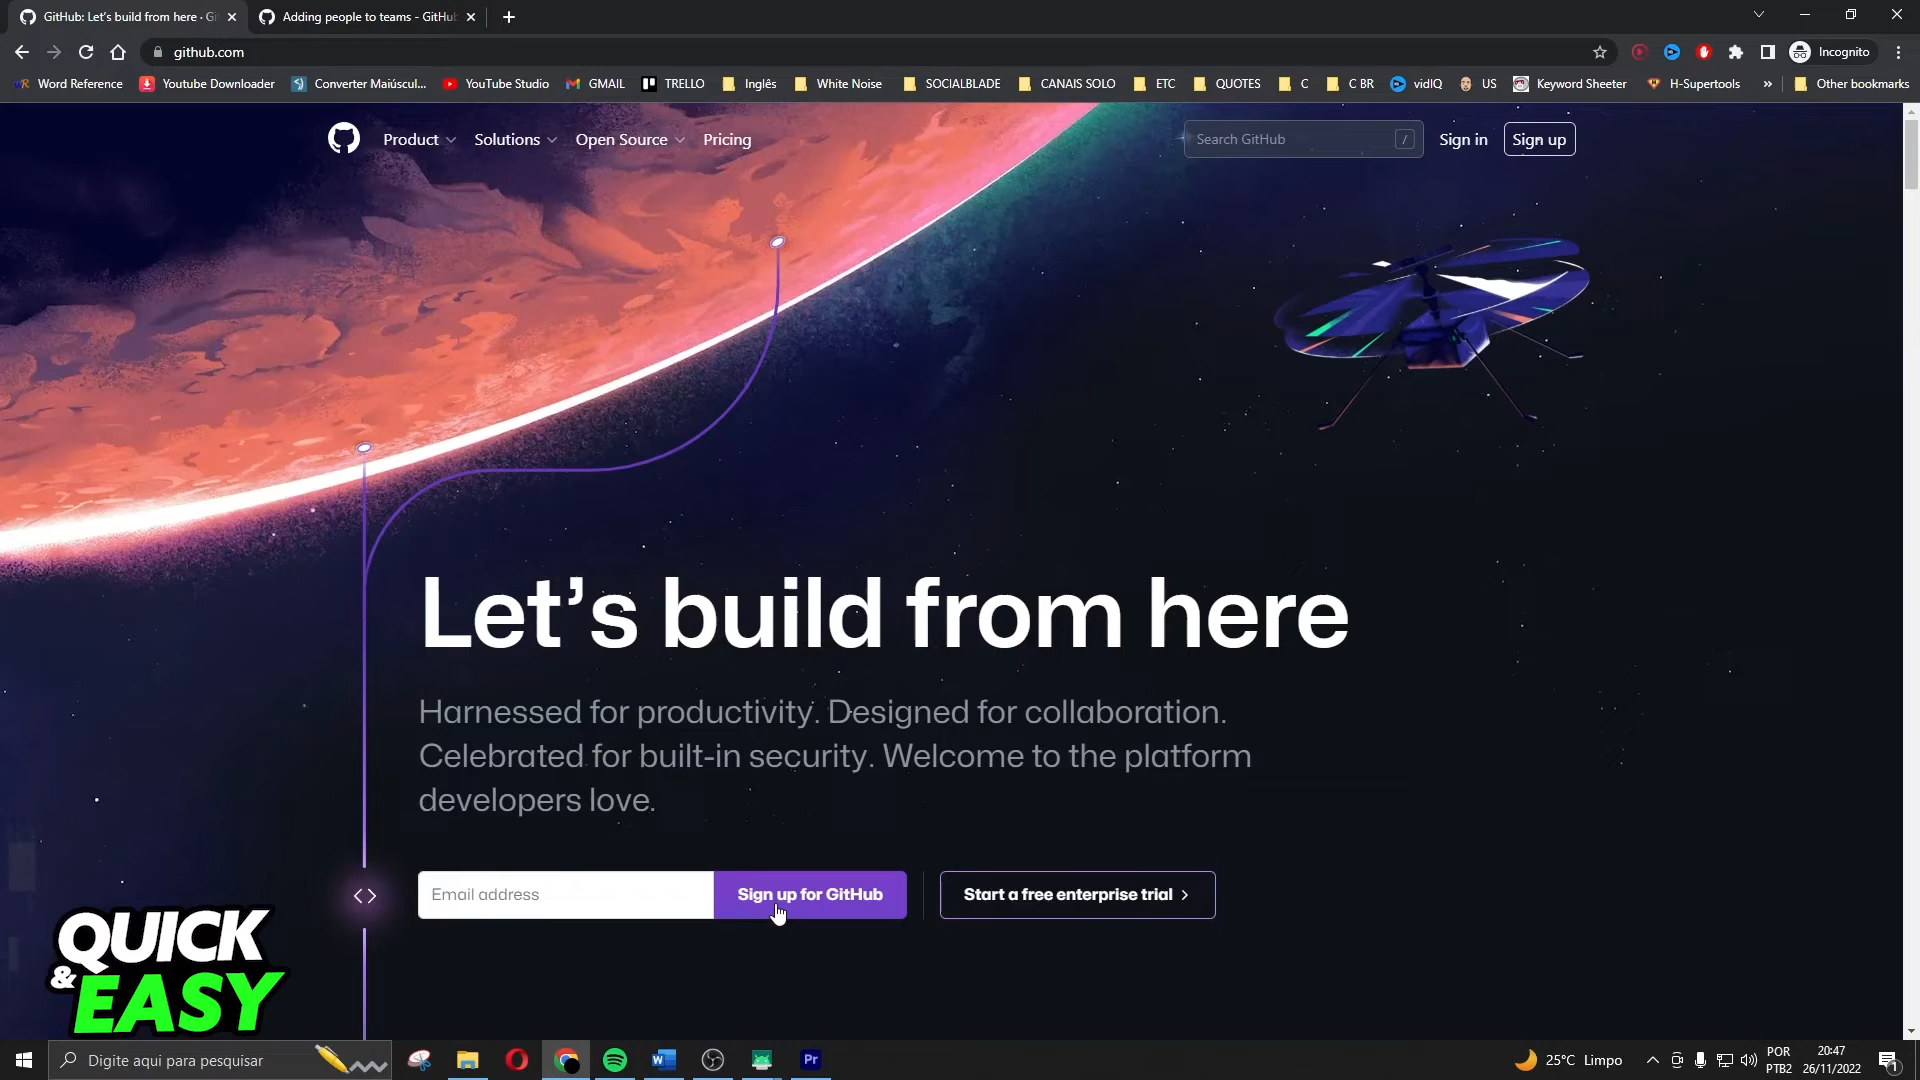 GitHub: Let's build from here · Gi
Adding people to teams - GitHub
github.com
Incognito
Word Reference
Youtube Downloader
Converter Maiúscul...
YouTube Studio
GMAIL
TRELLO
Inglês
White Noise
SOCIALBLADE
CANAIS SOLO
ETC
QUOTES
C
C BR
vidIQ
US
Keyword Sheeter
H-Supertools
»
Other bookmarks
Product
Solutions
Open Source
Pricing
Search GitHub
/
Sign in
Sign up
Let’s build from here
Harnessed for productivity. Designed for collaboration.
Celebrated for built-in security. Welcome to the platform
developers love.
Email address
Sign up for GitHub
Start a free enterprise trial
QUICK
& EASY
Digite aqui para pesquisar
W
Pr
25°C Limpo
POR
PTB2
20:47
26/11/2022
1